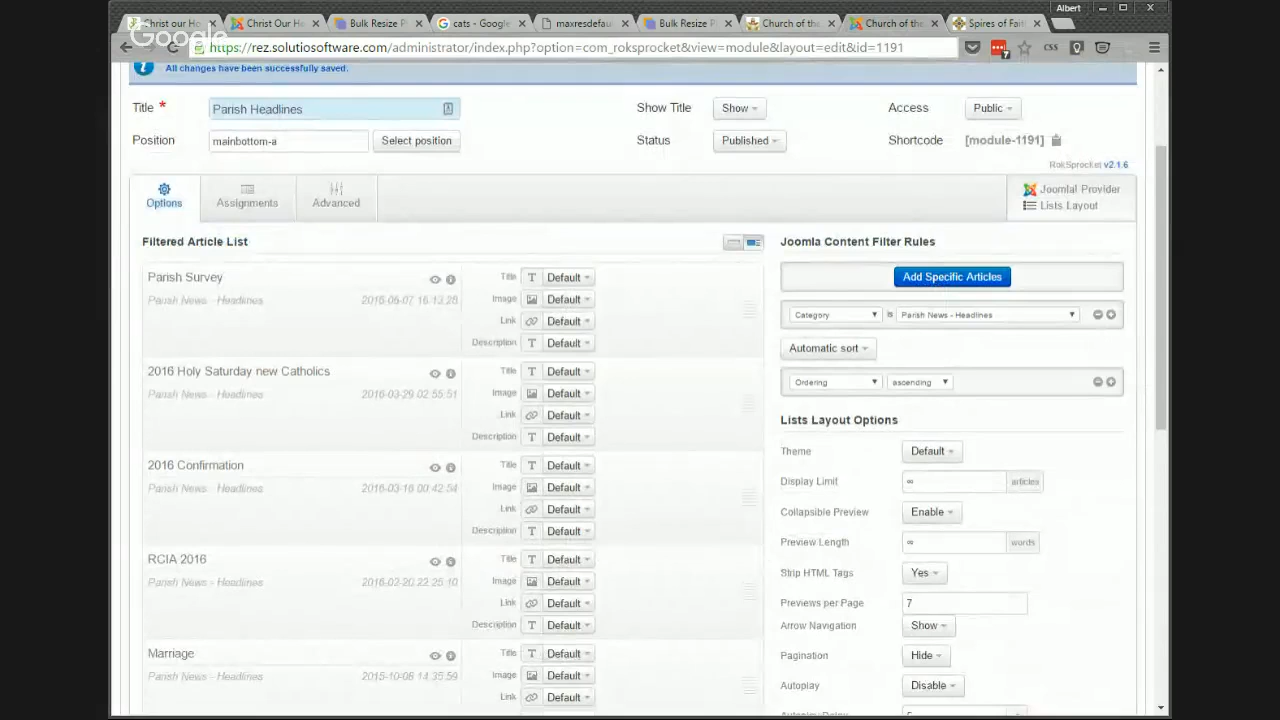 Albert
Christ our H
Christ Our H
Bulk Resize P
cats - Google
maxresdefau
Bulk Resize P
Church of the
Church of the
Spires of Fait
Google
https://rez.solutiosoftware.com/administrator/index.php?option=com_roksprocket&view=module&layout=edit&id=1191
CSS
7
All changes have been successfully saved.
Title *
Parish Headlines
Show Title
Show
Access
Public
Position
mainbottom-a
Select position
Status
Published
Shortcode
[module-1191]
RokSprocket v2.1.6
Options
Assignments
Advanced
Joomla! Provider
Lists Layout
Filtered Article List
Joomla Content Filter Rules
Parish Survey
Title T Default
Add Specific Articles
Parish News - Headlines
2016-06-07 16:13:28
Image Default
Link Default
Category is Parish News - Headlines
Description T Default
Automatic sort
2016 Holy Saturday new Catholics
Title T Default
Parish News - Headlines
2016-03-29 02:55:51
Image Default
Ordering ascending
Link Default
Description T Default
Lists Layout Options
2016 Confirmation
Title T Default
Theme Default
Parish News - Headlines
2016-03-16 00:42:54
Image Default
Display Limit ∞ articles
Link Default
Collapsible Preview Enable
Description T Default
Preview Length ∞ words
RCIA 2016
Title T Default
Strip HTML Tags Yes
Parish News - Headlines
2016-02-20 22:25:10
Image Default
Link Default
Previews per Page 7
Description T Default
Arrow Navigation Show
Marriage
Title T Default
Pagination Hide
Parish News - Headlines
2015-10-08 14:35:59
Image Default
Autoplay Disable
Link Default
Autoplay Delay 5